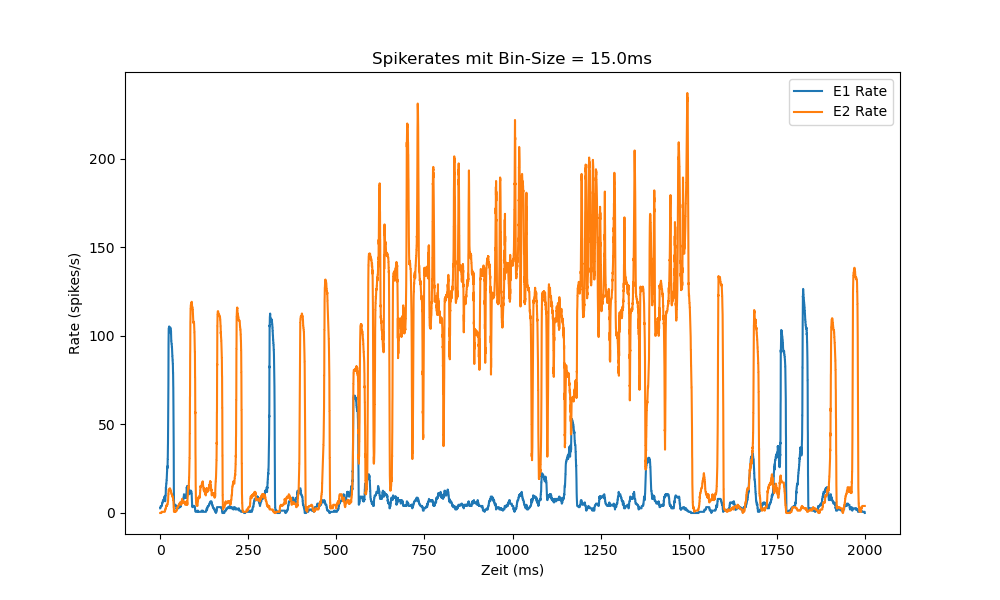 Spikerates mit Bin-Size = 15.0ms
E1 Rate
E2 Rate
200
150
100
50
0
Rate (spikes/s)
0 250 500 750 1000 1250 1500 1750 2000
Zeit (ms)